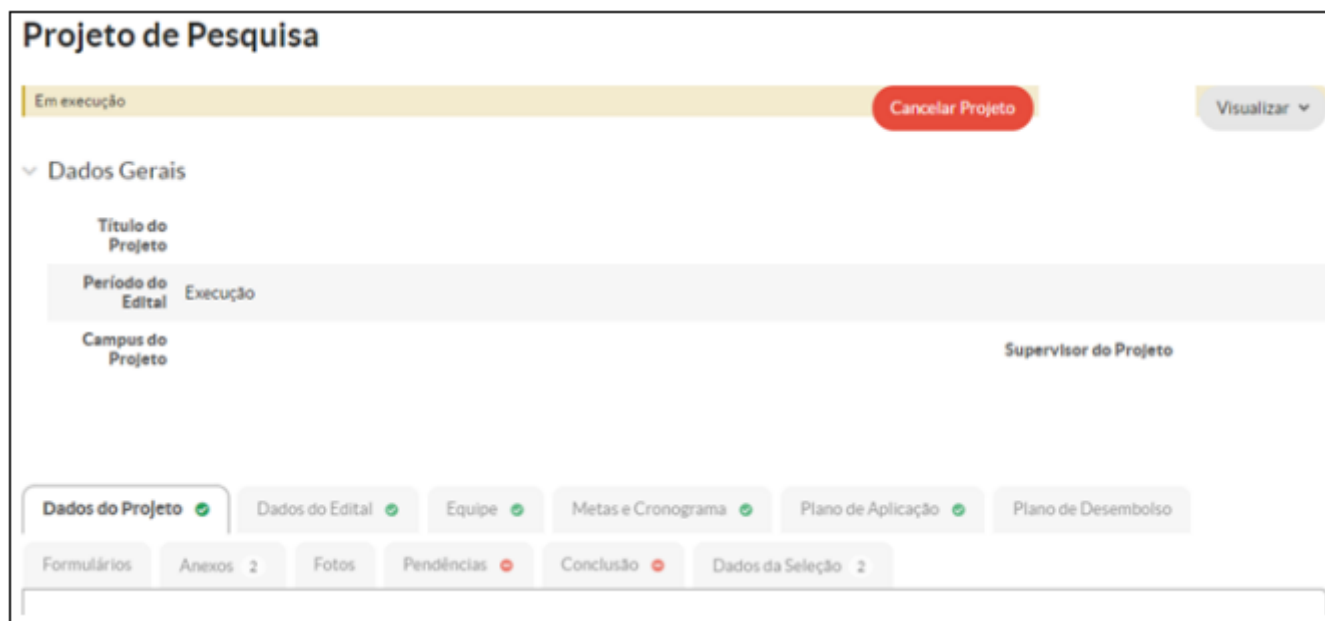 Projeto de Pesquisa
Em execução
Cancelar Projeto
Visualizar
Dados Gerais
Título do
Projeto
Período do
Edital
Execução
Campus do
Projeto
Supervisor do Projeto
Dados do Projeto
Dados do Edital
Equipe
Metas e Cronograma
Plano de Aplicação
Plano de Desembolso
Formulários
Anexos 2
Fotos
Pendências
Conclusão
Dados da Seleção 2